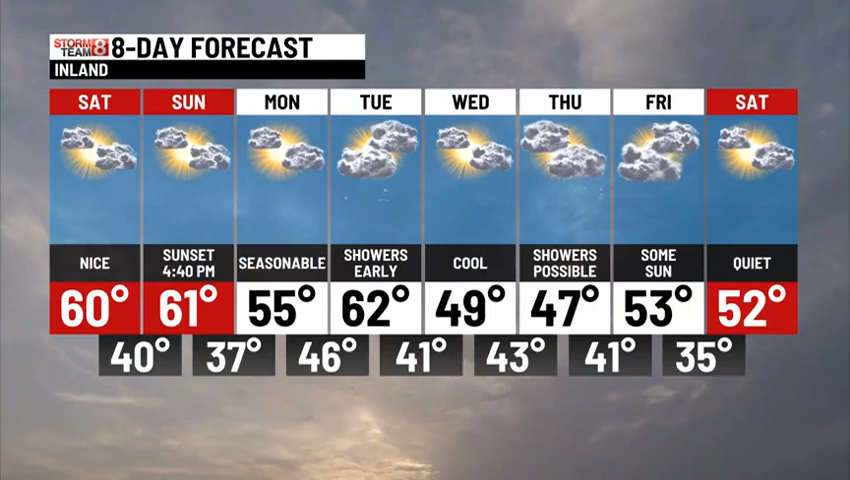 STORM TEAM 8 8-DAY FORECAST
INLAND
SAT SUN MON TUE WED THU FRI SAT
NICE SUNSET 4:40 PM SEASONABLE SHOWERS EARLY COOL SHOWERS POSSIBLE SOME SUN QUIET
60° 61° 55° 62° 49° 47° 53° 52°
40° 37° 46° 41° 43° 41° 35°